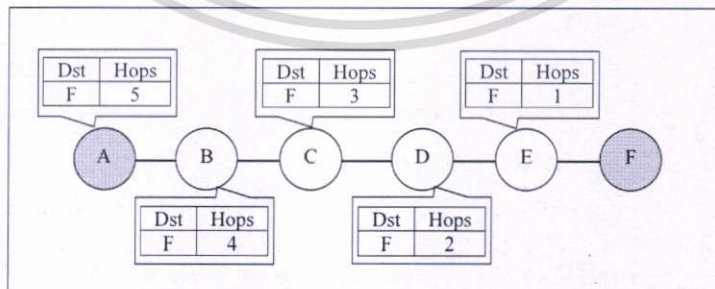 Dst Hops
F 5
Dst Hops
F 3
Dst Hops
F 1
A B C D E F
Dst Hops
F 4
Dst Hops
F 2